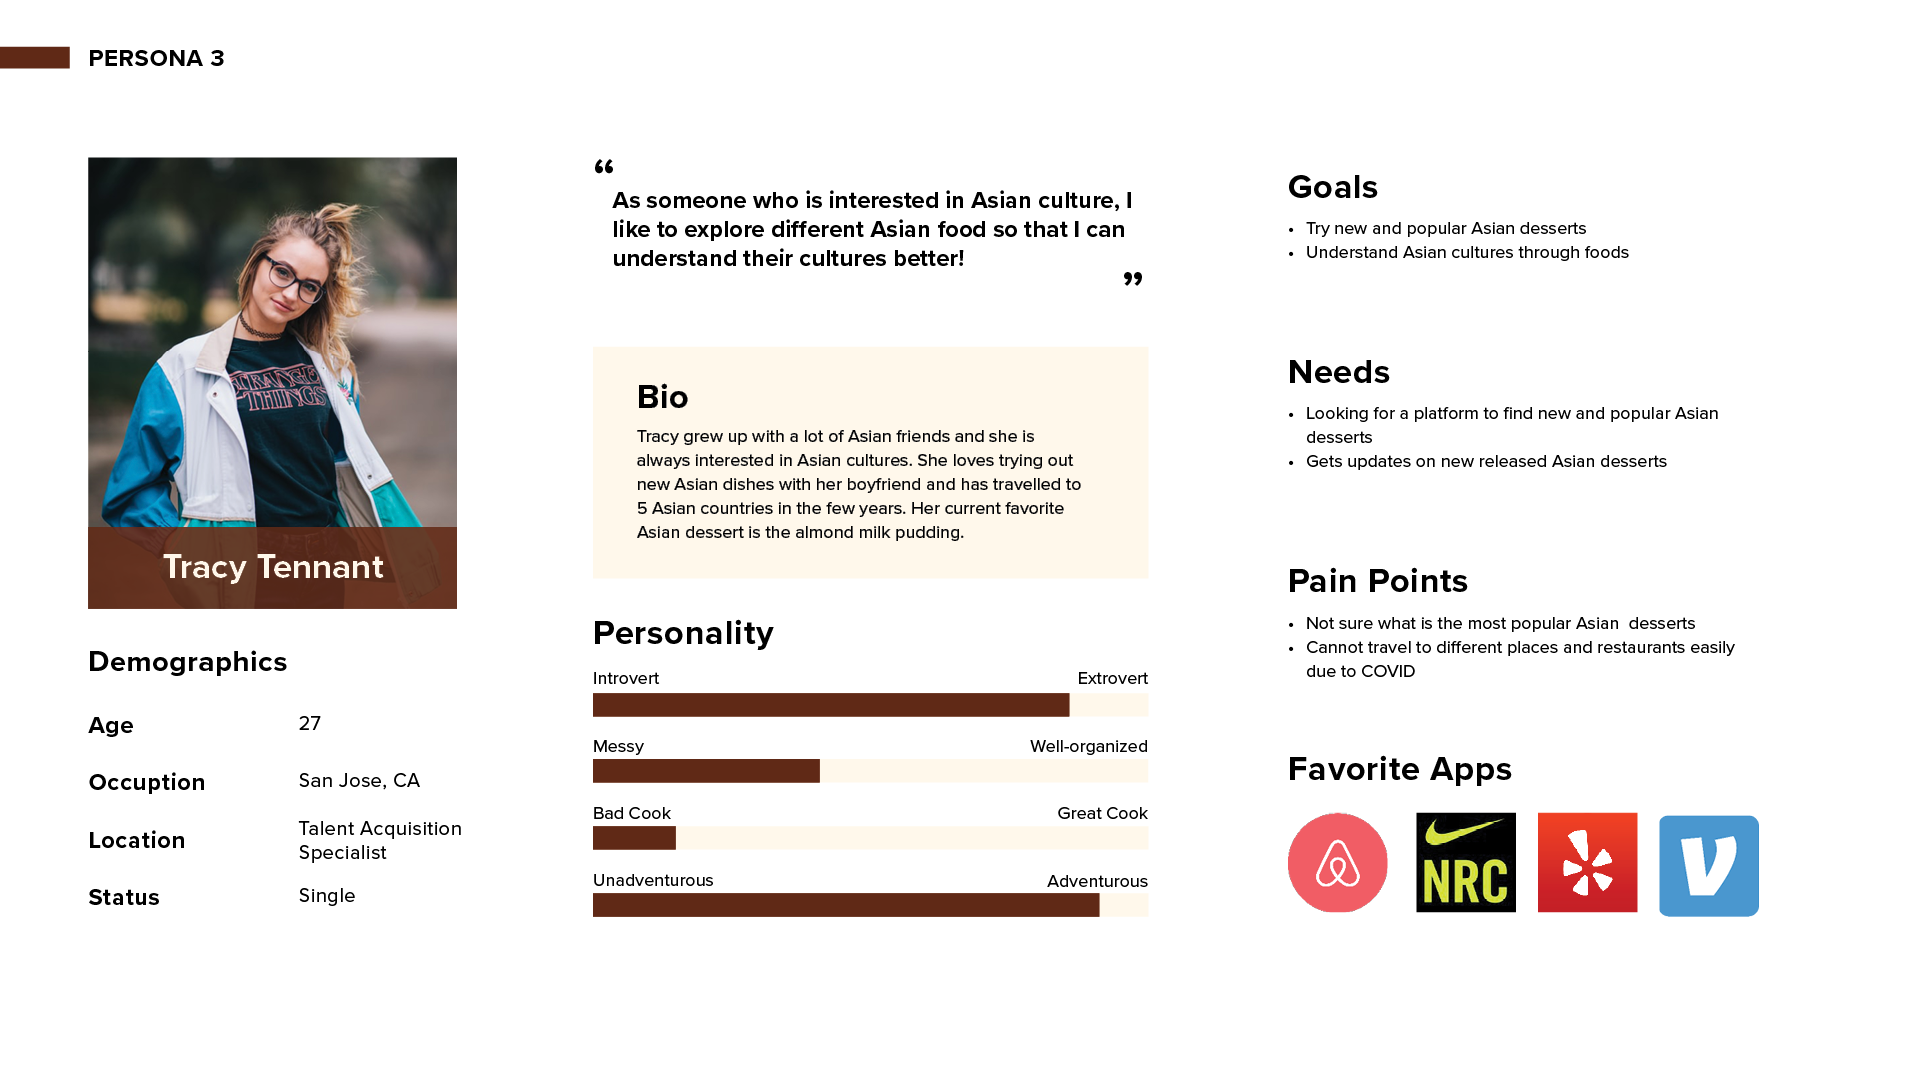 PERSONA 3
STRANGER
THINGS
Tracy Tennant
Demographics
Age 27
Occuption San Jose, CA
Location Talent Acquisition
Specialist
Status Single
“
As someone who is interested in Asian culture, I
like to explore different Asian food so that I can
understand their cultures better!
”
Bio
Tracy grew up with a lot of Asian friends and she is
always interested in Asian cultures. She loves trying out
new Asian dishes with her boyfriend and has travelled to
5 Asian countries in the few years. Her current favorite
Asian dessert is the almond milk pudding.
Personality
Introvert Extrovert
Messy Well-organized
Bad Cook Great Cook
Unadventurous Adventurous
Goals
• Try new and popular Asian desserts
• Understand Asian cultures through foods
Needs
• Looking for a platform to find new and popular Asian
desserts
• Gets updates on new released Asian desserts
Pain Points
• Not sure what is the most popular Asian  desserts
• Cannot travel to different places and restaurants easily
due to COVID
Favorite Apps
NRC